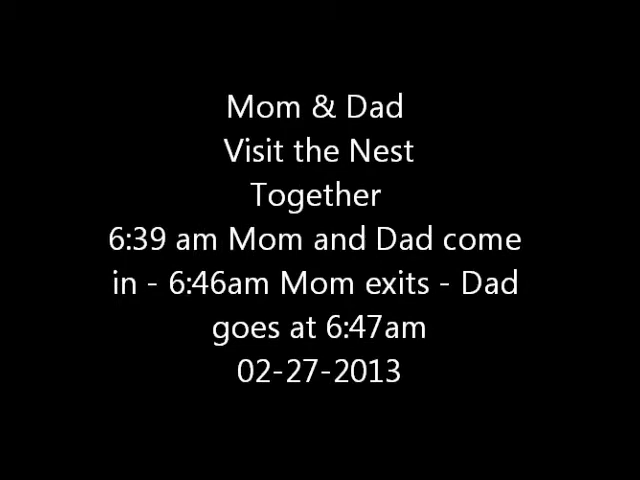 Mom & Dad
Visit the Nest
Together
6:39 am Mom and Dad come
in - 6:46am Mom exits - Dad
goes at 6:47am
02-27-2013